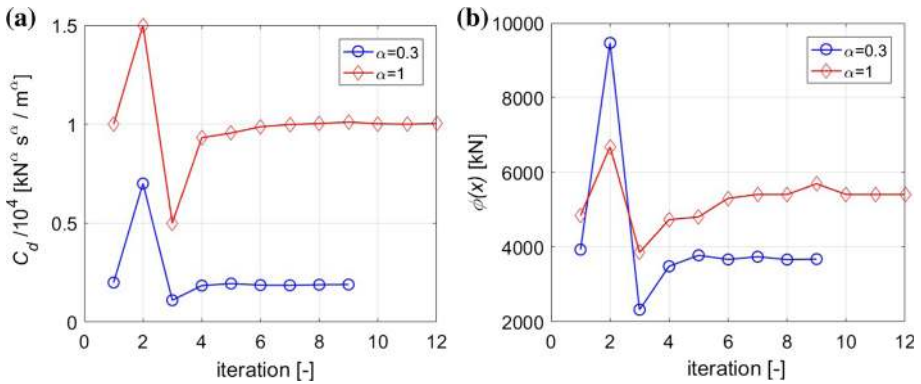 (a)
1.5
1
0.5
0
C_d /10^4 [kN^α s^α / m^α]
α=0.3
α=1
0 2 4 6 8 10 12
iteration [-]
(b)
10000
8000
6000
4000
2000
ϕ(x) [kN]
α=0.3
α=1
0 2 4 6 8 10 12
iteration [-]